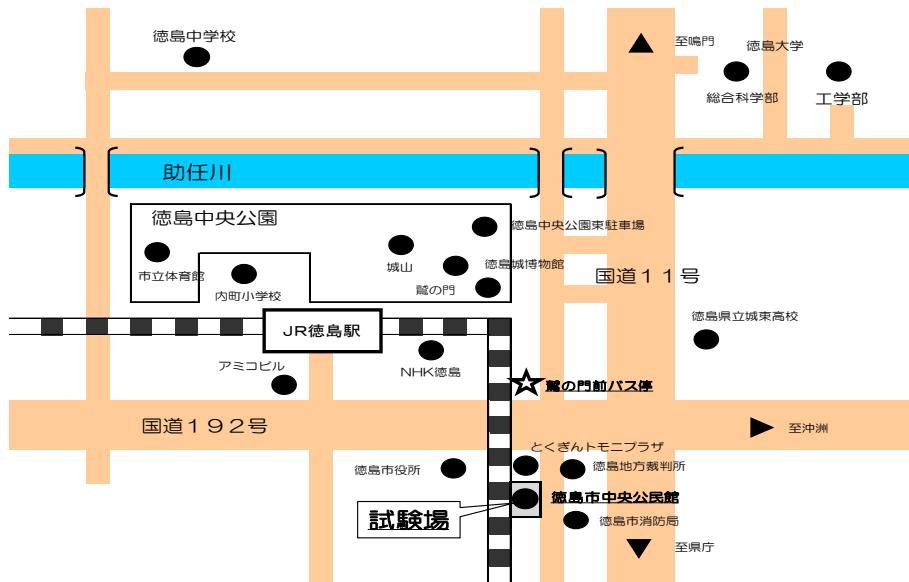 徳島中学校
至鳴門
徳島大学
総合科学部
工学部
助任川
徳島中央公園
徳島中央公園東駐車場
市立体育館
内町小学校
城山
徳島城博物館
鷲の門
国道11号
JR徳島駅
徳島県立城東高校
アミコビル
NHK徳島
鷲の門前バス停
国道192号
至沖洲
とくぎんトモニプラザ
徳島市役所
徳島地方裁判所
徳島市中央公民館
試験場
徳島市消防局
至県庁